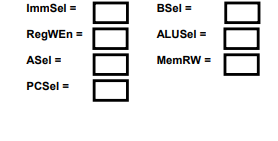 ImmSel = BSel =
RegWEn = ALUSel =
ASel = MemRW =
PCSel =